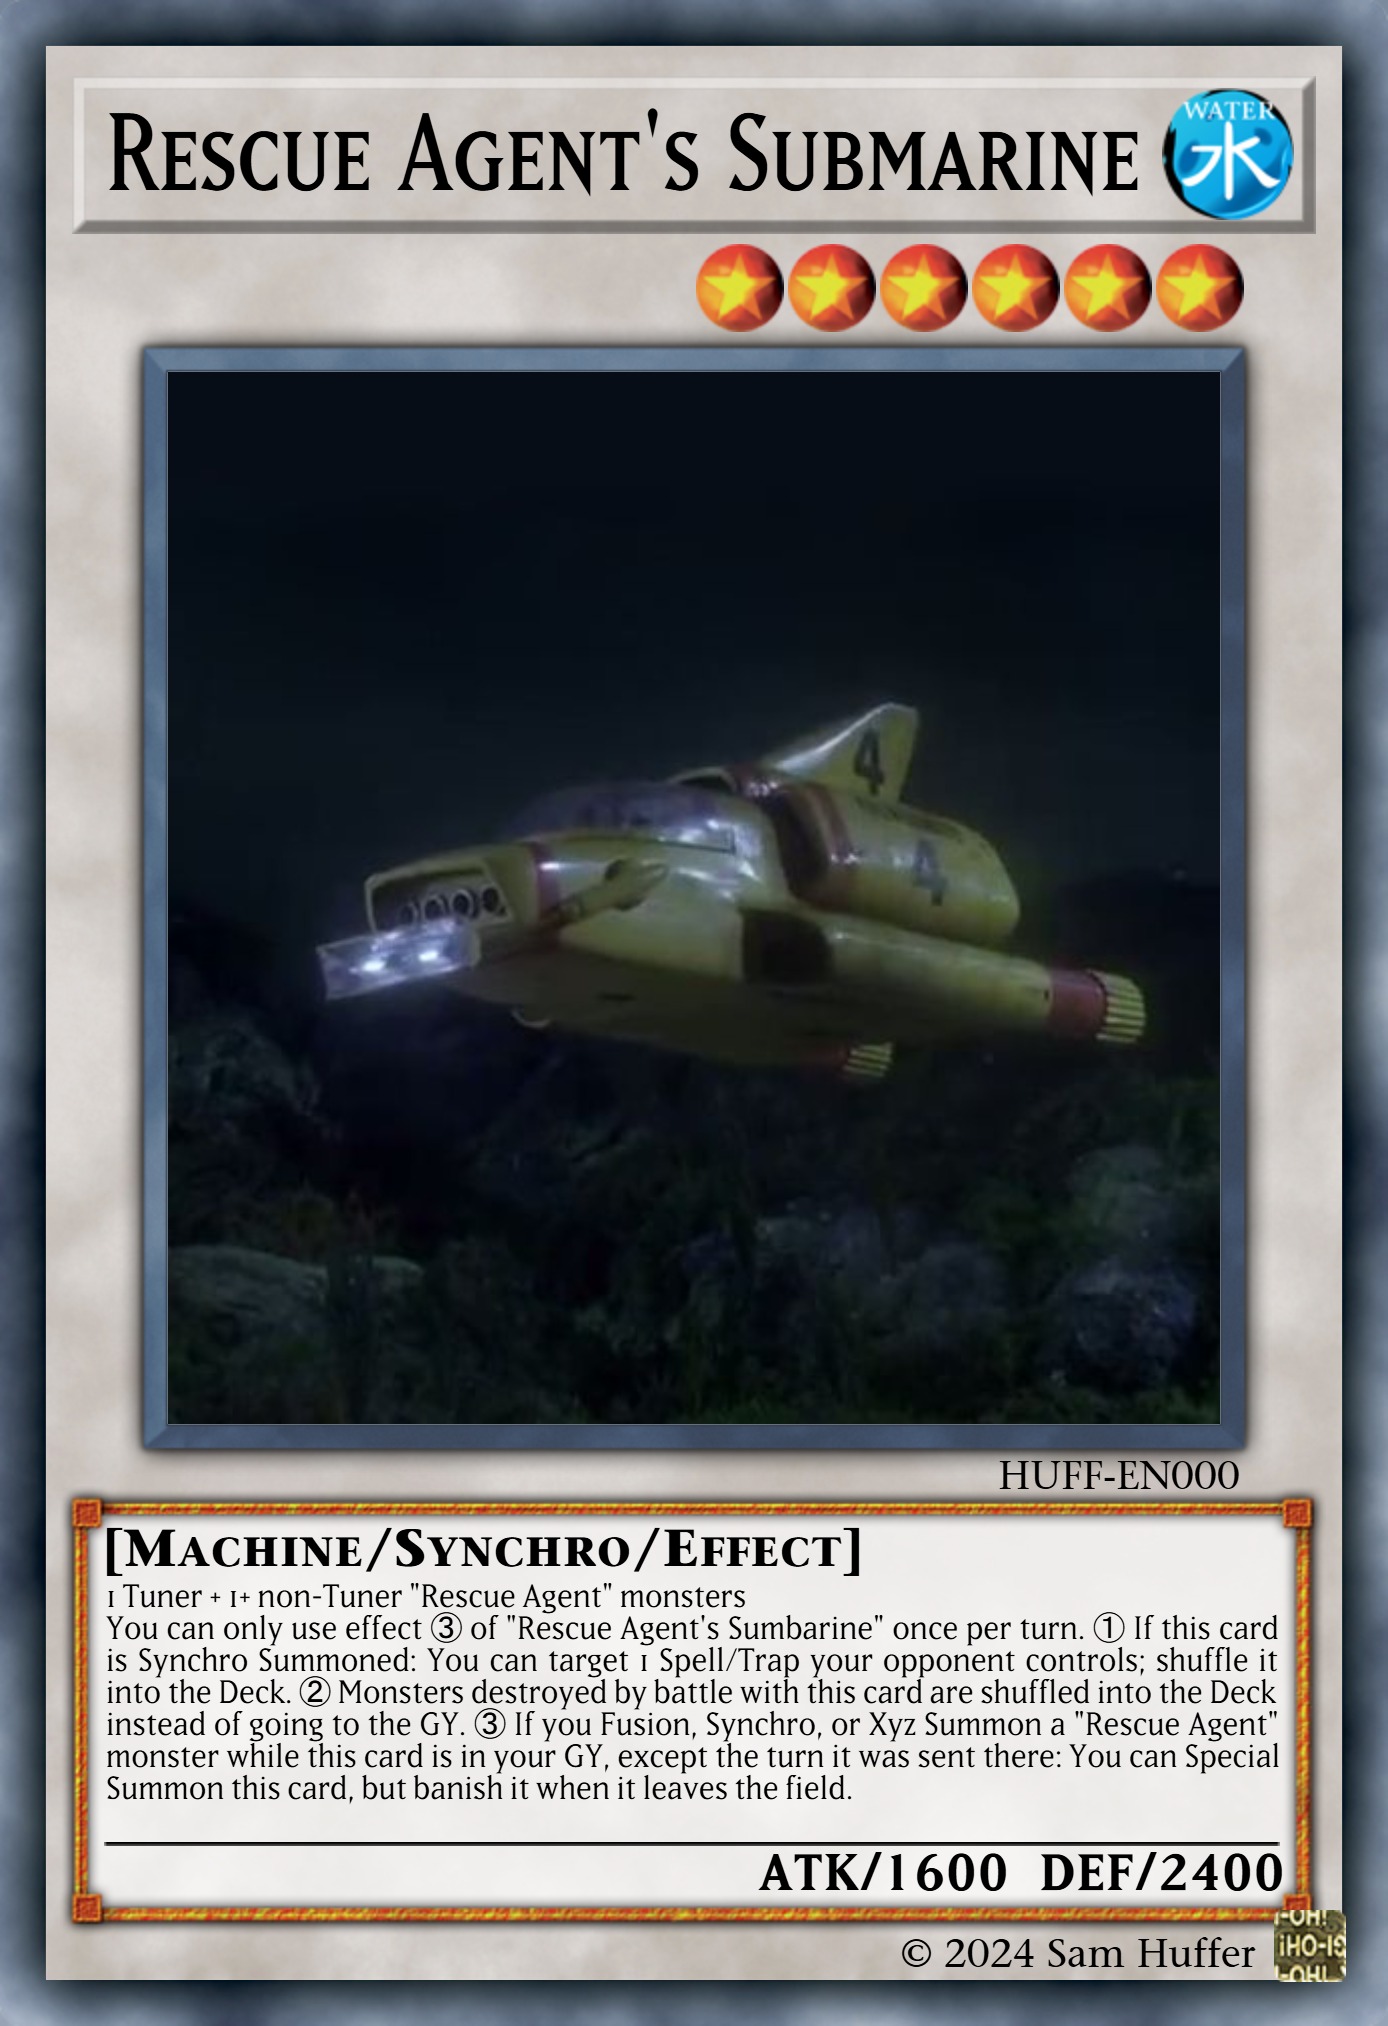 Rescue Agent's Submarine
WATER
水
4
4
HUFF-EN000
[Machine/Synchro/Effect]
1 Tuner + 1+ non-Tuner "Rescue Agent" monsters
You can only use effect ③ of "Rescue Agent's Sumbarine" once per turn. ① If this card
is Synchro Summoned: You can target 1 Spell/Trap your opponent controls; shuffle it
into the Deck. ② Monsters destroyed by battle with this card are shuffled into the Deck
instead of going to the GY. ③ If you Fusion, Synchro, or Xyz Summon a "Rescue Agent"
monster while this card is in your GY, except the turn it was sent there: You can Special
Summon this card, but banish it when it leaves the field.
ATK/1600 DEF/2400
© 2024 Sam Huffer